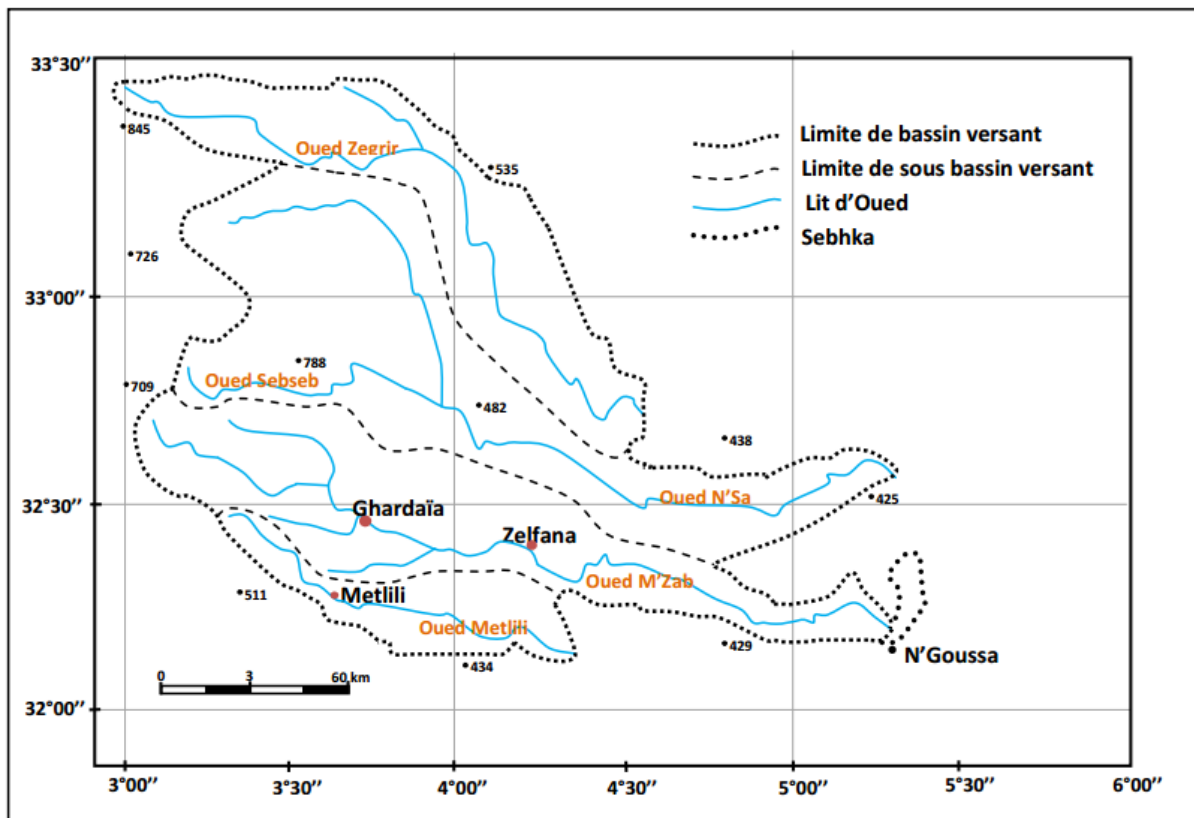 33°30’’
Limite de bassin versant
845
Oued Zegrir
535
Limite de sous bassin versant
Lit d’Oued
Sebhka
726
33°00’’
788
709
Oued Sebseb
482
438
Oued N’Sa
425
32°30’’
Ghardaïa
Zelfana
Oued M’Zab
511
Metlili
Oued Metlili
429
434
N’Goussa
0 3 60 km
32°00’’
3°00’’ 3°30’’ 4°00’’ 4°30’’ 5°00’’ 5°30’’ 6°00’’